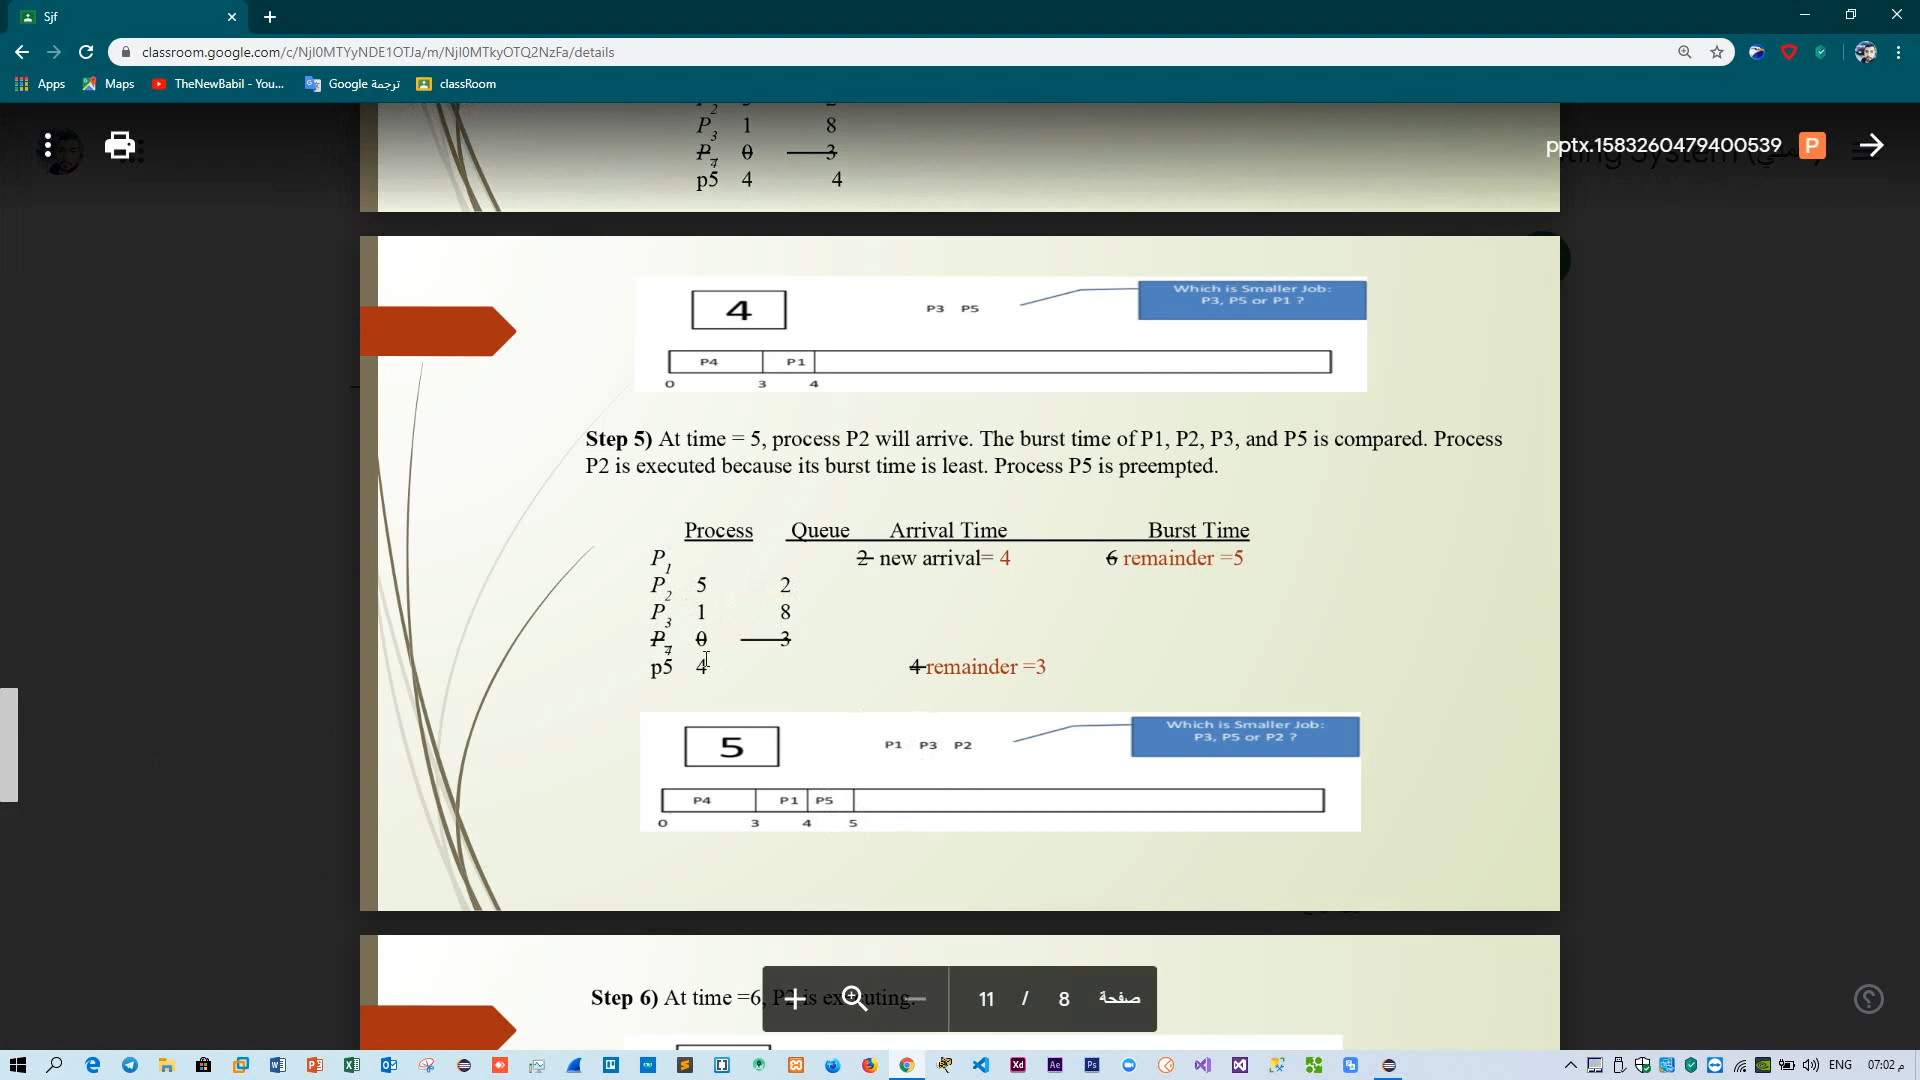 Sjf
classroom.google.com/c/NjI0MTYyNDE1OTJa/m/NjI0MTkyOTQ2NzFa/details
Apps Maps TheNewBabil - You... Google ترجمة classRoom
pptx.1583260479400539 P
P3 1 8
P4 0 3
p5 4 4
4 P3 P5 Which is Smaller Job:
P3, P5 or P1 ?
P4 P1
0 3 4
Step 5) At time = 5, process P2 will arrive. The burst time of P1, P2, P3, and P5 is compared. Process
P2 is executed because its burst time is least. Process P5 is preempted.
Process Queue Arrival Time Burst Time
P1 2 new arrival= 4 6 remainder =5
P2 5 2
P3 1 8
P4 0 3
p5 4 4 remainder =3
5 P1 P3 P2 Which is Smaller Job:
P3, P5 or P2 ?
P4 P1 P5
0 3 4 5
Step 6) At time =6, P2 is executing.
صفحة 8 / 11
ENG 07:02 م